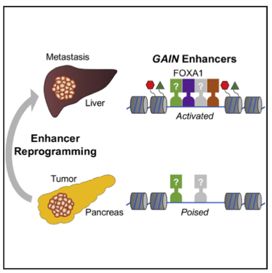 Metastasis
Liver
GAIN Enhancers
FOXA1
?
?
Activated
Enhancer
Reprogramming
Tumor
Pancreas
?
?
Poised